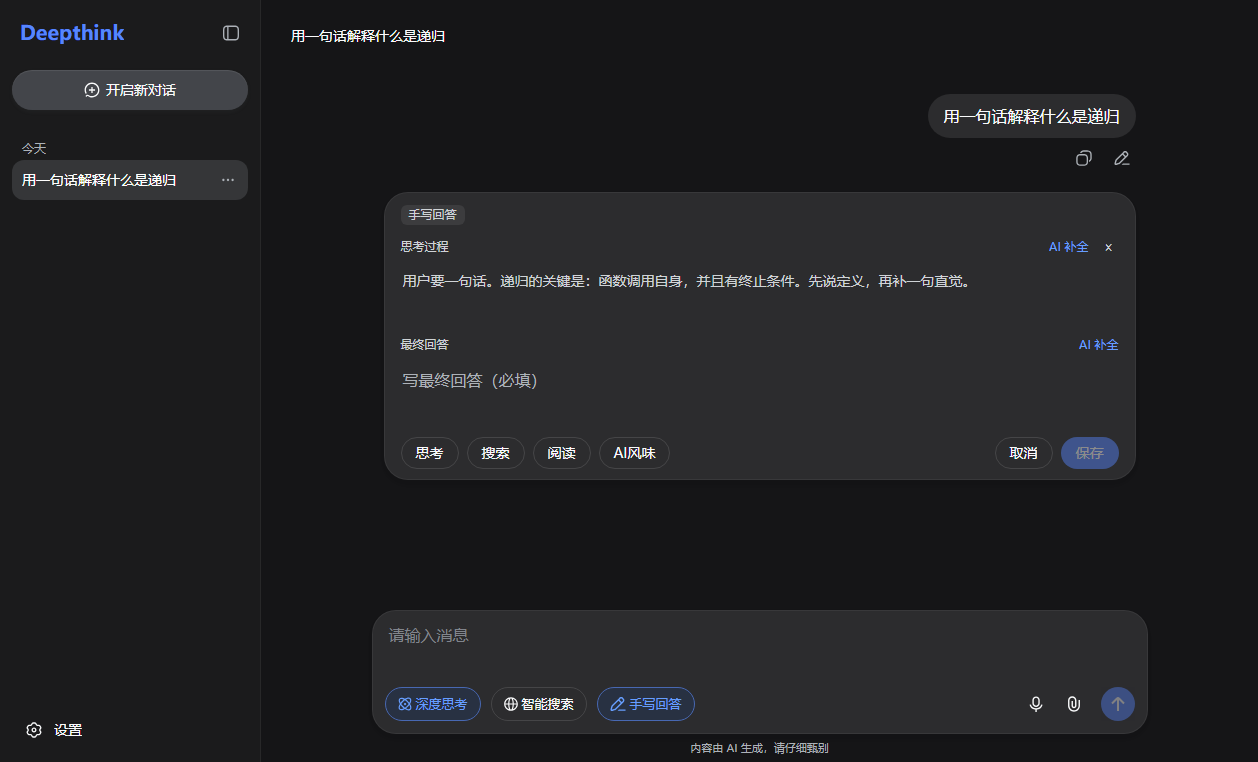 Deepthink
开启新对话
今天
用一句话解释什么是递归
用一句话解释什么是递归
用一句话解释什么是递归
手写回答
思考过程 AI 补全 x
用户要一句话。递归的关键是：函数调用自身，并且有终止条件。先说定义，再补一句直觉。
最终回答 AI 补全
写最终回答（必填）
思考 搜索 阅读 AI风味 取消 保存
请输入消息
深度思考 智能搜索 手写回答
设置
内容由 AI 生成，请仔细甄别